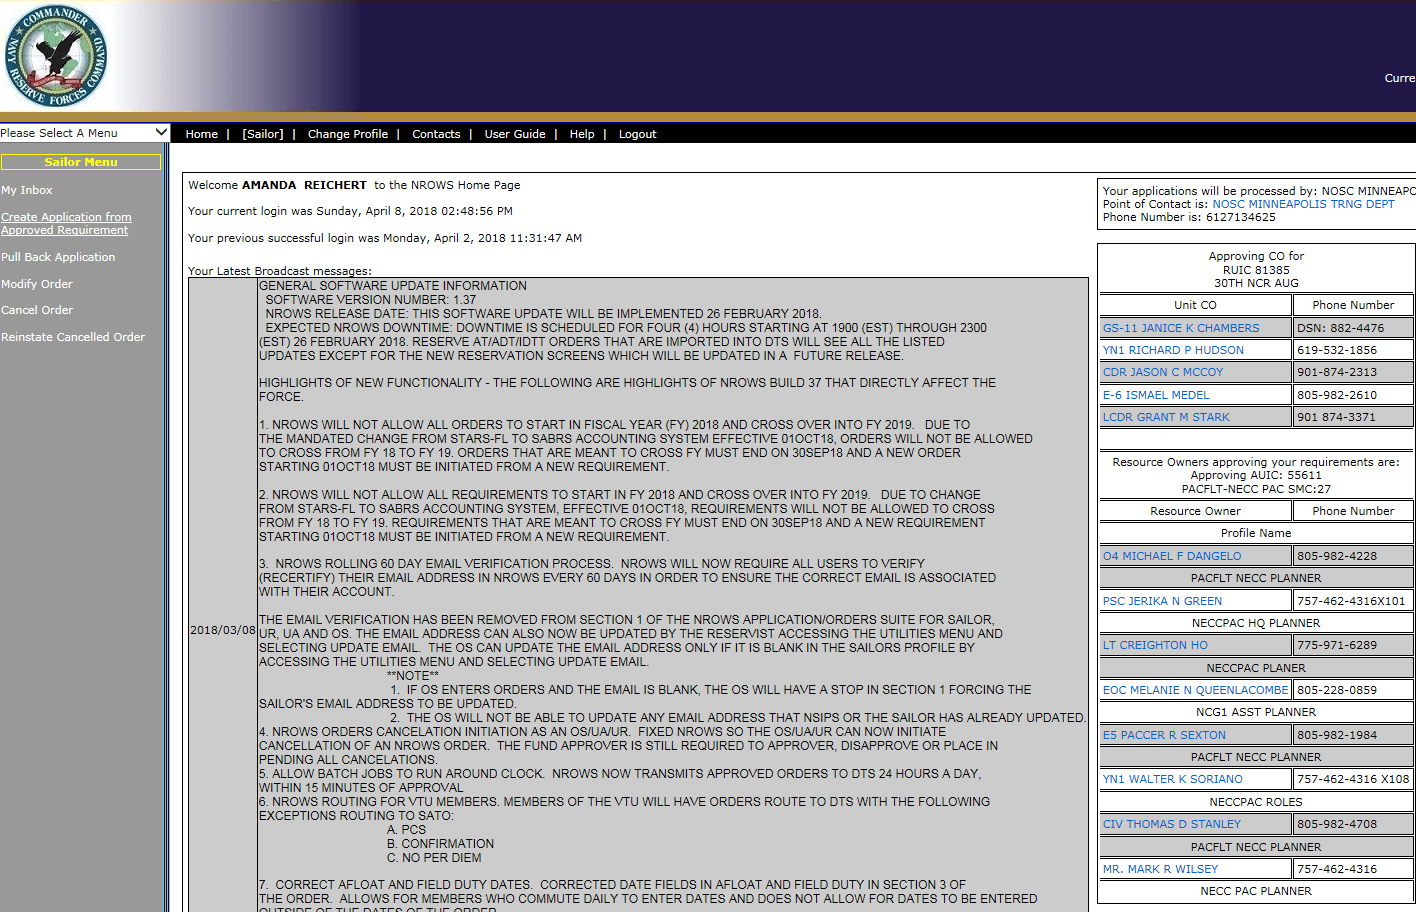 COMMANDER
NAVY RESERVE FORCES COMMAND
Curre
Please Select A Menu
Home | [Sailor] | Change Profile | Contacts | User Guide | Help | Logout
Sailor Menu
My Inbox
Create Application from
Approved Requirement
Pull Back Application
Modify Order
Cancel Order
Reinstate Cancelled Order
Welcome AMANDA REICHERT to the NROWS Home Page
Your current login was Sunday, April 8, 2018 02:48:56 PM
Your previous successful login was Monday, April 2, 2018 11:31:47 AM
Your Latest Broadcast messages:
2018/03/08
GENERAL SOFTWARE UPDATE INFORMATION
SOFTWARE VERSION NUMBER: 1.37
NROWS RELEASE DATE: THIS SOFTWARE UPDATE WILL BE IMPLEMENTED 26 FEBRUARY 2018.
EXPECTED NROWS DOWNTIME: DOWNTIME IS SCHEDULED FOR FOUR (4) HOURS STARTING AT 1900 (EST) THROUGH 2300
(EST) 26 FEBRUARY 2018. RESERVE AT/ADT/IDTT ORDERS THAT ARE IMPORTED INTO DTS WILL SEE ALL THE LISTED
UPDATES EXCEPT FOR THE NEW RESERVATION SCREENS WHICH WILL BE UPDATED IN A FUTURE RELEASE.
HIGHLIGHTS OF NEW FUNCTIONALITY - THE FOLLOWING ARE HIGHLIGHTS OF NROWS BUILD 37 THAT DIRECTLY AFFECT THE
FORCE.
1. NROWS WILL NOT ALLOW ALL ORDERS TO START IN FISCAL YEAR (FY) 2018 AND CROSS OVER INTO FY 2019. DUE TO
THE MANDATED CHANGE FROM STARS-FL TO SABRS ACCOUNTING SYSTEM EFFECTIVE 01OCT18, ORDERS WILL NOT BE ALLOWED
TO CROSS FROM FY 18 TO FY 19. ORDERS THAT ARE MEANT TO CROSS FY MUST END ON 30SEP18 AND A NEW ORDER
STARTING 01OCT18 MUST BE INITIATED FROM A NEW REQUIREMENT.
2. NROWS WILL NOT ALLOW ALL REQUIREMENTS TO START IN FY 2018 AND CROSS OVER INTO FY 2019. DUE TO CHANGE
FROM STARS-FL TO SABRS ACCOUNTING SYSTEM, EFFECTIVE 01OCT18, REQUIREMENTS WILL NOT BE ALLOWED TO CROSS
FROM FY 18 TO FY 19. REQUIREMENTS THAT ARE MEANT TO CROSS FY MUST END ON 30SEP18 AND A NEW REQUIREMENT
STARTING 01OCT18 MUST BE INITIATED FROM A NEW REQUIREMENT.
3. NROWS ROLLING 60 DAY EMAIL VERIFICATION PROCESS. NROWS WILL NOW REQUIRE ALL USERS TO VERIFY
(RECERTIFY) THEIR EMAIL ADDRESS IN NROWS EVERY 60 DAYS IN ORDER TO ENSURE THE CORRECT EMAIL IS ASSOCIATED
WITH THEIR ACCOUNT.
THE EMAIL VERIFICATION HAS BEEN REMOVED FROM SECTION 1 OF THE NROWS APPLICATION/ORDERS SUITE FOR SAILOR,
UR, UA AND OS. THE EMAIL ADDRESS CAN ALSO NOW BE UPDATED BY THE RESERVIST ACCESSING THE UTILITIES MENU AND
SELECTING UPDATE EMAIL. THE OS CAN UPDATE THE EMAIL ADDRESS ONLY IF IT IS BLANK IN THE SAILORS PROFILE BY
ACCESSING THE UTILITIES MENU AND SELECTING UPDATE EMAIL.
**NOTE**
1. IF OS ENTERS ORDERS AND THE EMAIL IS BLANK, THE OS WILL HAVE A STOP IN SECTION 1 FORCING THE
SAILOR'S EMAIL ADDRESS TO BE UPDATED.
2. THE OS WILL NOT BE ABLE TO UPDATE ANY EMAIL ADDRESS THAT NSIPS OR THE SAILOR HAS ALREADY UPDATED.
4. NROWS ORDERS CANCELATION INITIATION AS AN OS/UA/UR. FIXED NROWS SO THE OS/UA/UR CAN NOW INITIATE
CANCELLATION OF AN NROWS ORDER. THE FUND APPROVER IS STILL REQUIRED TO APPROVER, DISAPPROVE OR PLACE IN
PENDING ALL CANCELATIONS.
5. ALLOW BATCH JOBS TO RUN AROUND CLOCK. NROWS NOW TRANSMITS APPROVED ORDERS TO DTS 24 HOURS A DAY,
WITHIN 15 MINUTES OF APPROVAL
6. NROWS ROUTING FOR VTU MEMBERS. MEMBERS OF THE VTU WILL HAVE ORDERS ROUTE TO DTS WITH THE FOLLOWING
EXCEPTIONS ROUTING TO SATO:
A. PCS
B. CONFIRMATION
C. NO PER DIEM
7. CORRECT AFLOAT AND FIELD DUTY DATES. CORRECTED DATE FIELDS IN AFLOAT AND FIELD DUTY IN SECTION 3 OF
THE ORDER. ALLOWS FOR MEMBERS WHO COMMUTE DAILY TO ENTER DATES AND DOES NOT ALLOW FOR DATES TO BE ENTERED
OUTSIDE OF THE DATES OF THE ORDER
Your applications will be processed by: NOSC MINNEAPO
Point of Contact is: NOSC MINNEAPOLIS TRNG DEPT
Phone Number is: 6127134625
Approving CO for
RUIC 81385
30TH NCR AUG
Unit CO Phone Number
GS-11 JANICE K CHAMBERS DSN: 882-4476
YN1 RICHARD P HUDSON 619-532-1856
CDR JASON C MCCOY 901-874-2313
E-6 ISMAEL MEDEL 805-982-2610
LCDR GRANT M STARK 901 874-3371
Resource Owners approving your requirements are:
Approving AUIC: 55611
PACFLT-NECC PAC SMC:27
Resource Owner Phone Number
Profile Name
O4 MICHAEL F DANGELO 805-982-4228
PACFLT NECC PLANNER
PSC JERIKA N GREEN 757-462-4316X101
NECCPAC HQ PLANNER
LT CREIGHTON HO 775-971-6289
NECCPAC PLANER
EOC MELANIE N QUEENLACOMBE 805-228-0859
NCG1 ASST PLANNER
E5 PACCER R SEXTON 805-982-1984
PACFLT NECC PLANNER
YN1 WALTER K SORIANO 757-462-4316 X108
NECCPAC ROLES
CIV THOMAS D STANLEY 805-982-4708
PACFLT NECC PLANNER
MR. MARK R WILSEY 757-462-4316
NECC PAC PLANNER